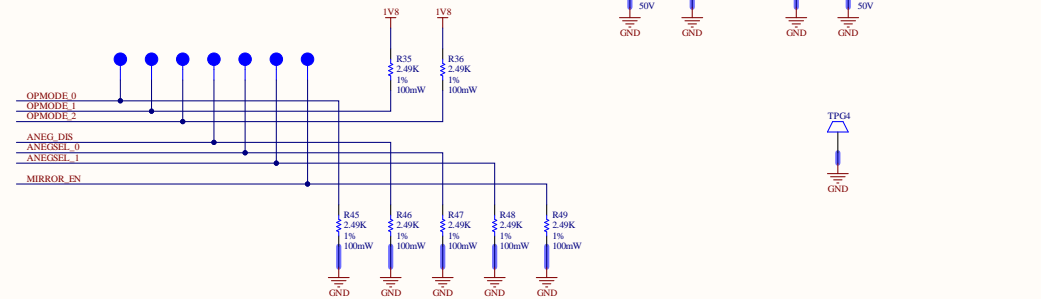 50V
50V
GND
GND
GND
GND
1V8
1V8
R35
2.49K
1%
100mW
R36
2.49K
1%
100mW
OPMODE_0
OPMODE_1
OPMODE_2
ANEG_DIS
ANEGSEL_0
ANEGSEL_1
MIRROR_EN
TPG4
GND
R45
2.49K
1%
100mW
R46
2.49K
1%
100mW
R47
2.49K
1%
100mW
R48
2.49K
1%
100mW
R49
2.49K
1%
100mW
GND
GND
GND
GND
GND